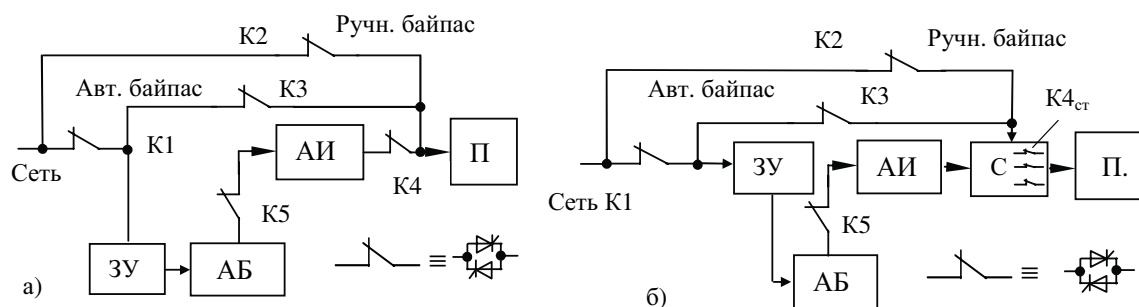 К2
Ручн. байпас
Авт. байпас
К3
К1
Сеть
АИ
К4
П
К5
ЗУ
АБ
≡
а)
К2
Ручн. байпас
Авт. байпас
К3
К4ст
Сеть К1
ЗУ
АИ
С
П.
К5
АБ
≡
б)